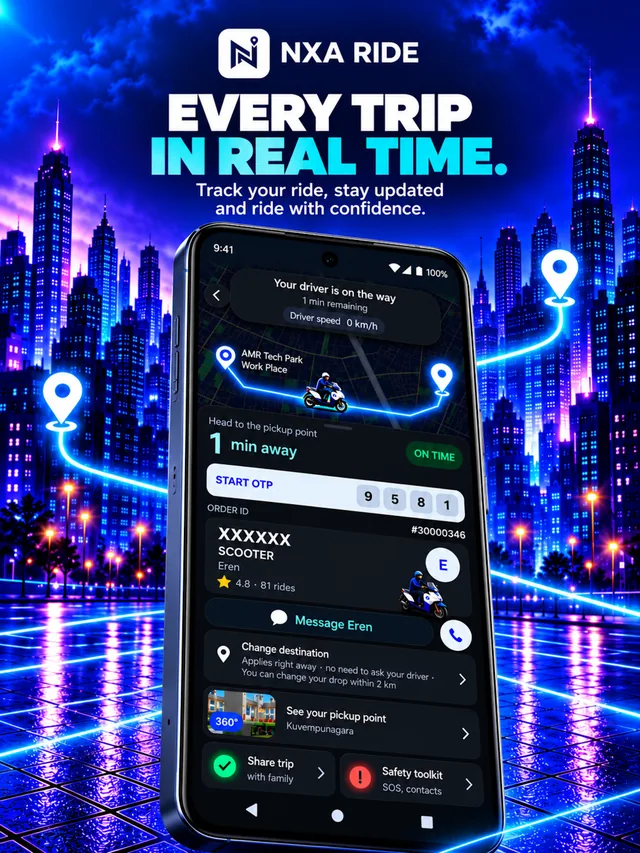 N
NXA RIDE
EVERY TRIP
IN REAL TIME.
Track your ride, stay updated
and ride with confidence.
9:41
100%
Your driver is on the way
1 min remaining
Driver speed 0 km/h
AMR Tech Park
Work Place
Head to the pickup point
1 min away
ON TIME
START OTP
9 5 8 1
ORDER ID
#30000346
XXXXXX
SCOOTER
Eren
4.8 · 81 rides
E
Message Eren
Change destination
Applies right away · no need to ask your driver ·
You can change your drop within 2 km
360°
See your pickup point
Kuvempunagara
Share trip
with family
Safety toolkit
SOS, contacts